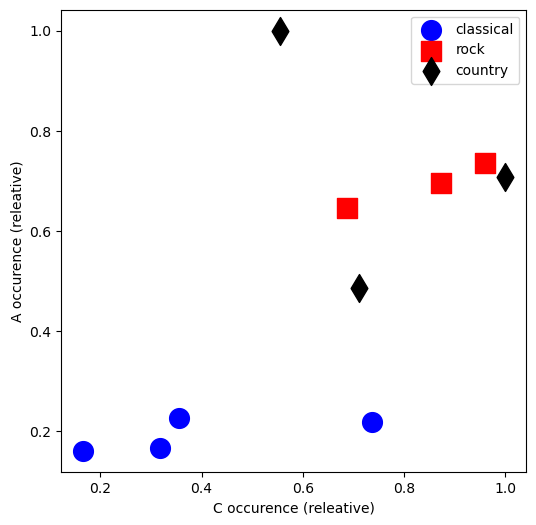 classical
rock
country
1.0
0.8
0.6
0.4
0.2
A occurence (releative)
0.2 0.4 0.6 0.8 1.0
C occurence (releative)